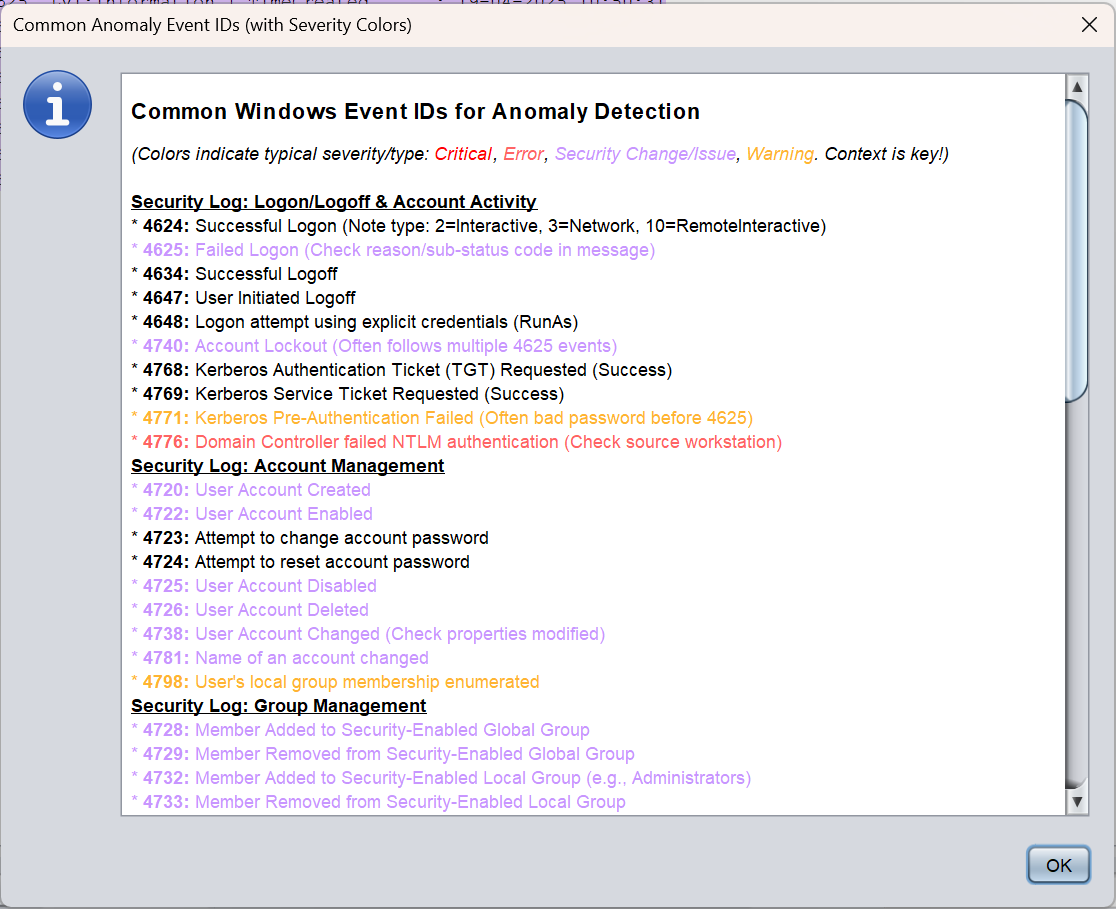 Common Anomaly Event IDs (with Severity Colors)
Common Windows Event IDs for Anomaly Detection
(Colors indicate typical severity/type: Critical, Error, Security Change/Issue, Warning. Context is key!)
Security Log: Logon/Logoff & Account Activity
* 4624: Successful Logon (Note type: 2=Interactive, 3=Network, 10=RemoteInteractive)
* 4625: Failed Logon (Check reason/sub-status code in message)
* 4634: Successful Logoff
* 4647: User Initiated Logoff
* 4648: Logon attempt using explicit credentials (RunAs)
* 4740: Account Lockout (Often follows multiple 4625 events)
* 4768: Kerberos Authentication Ticket (TGT) Requested (Success)
* 4769: Kerberos Service Ticket Requested (Success)
* 4771: Kerberos Pre-Authentication Failed (Often bad password before 4625)
* 4776: Domain Controller failed NTLM authentication (Check source workstation)
Security Log: Account Management
* 4720: User Account Created
* 4722: User Account Enabled
* 4723: Attempt to change account password
* 4724: Attempt to reset account password
* 4725: User Account Disabled
* 4726: User Account Deleted
* 4738: User Account Changed (Check properties modified)
* 4781: Name of an account changed
* 4798: User's local group membership enumerated
Security Log: Group Management
* 4728: Member Added to Security-Enabled Global Group
* 4729: Member Removed from Security-Enabled Global Group
* 4732: Member Added to Security-Enabled Local Group (e.g., Administrators)
* 4733: Member Removed from Security-Enabled Local Group
OK